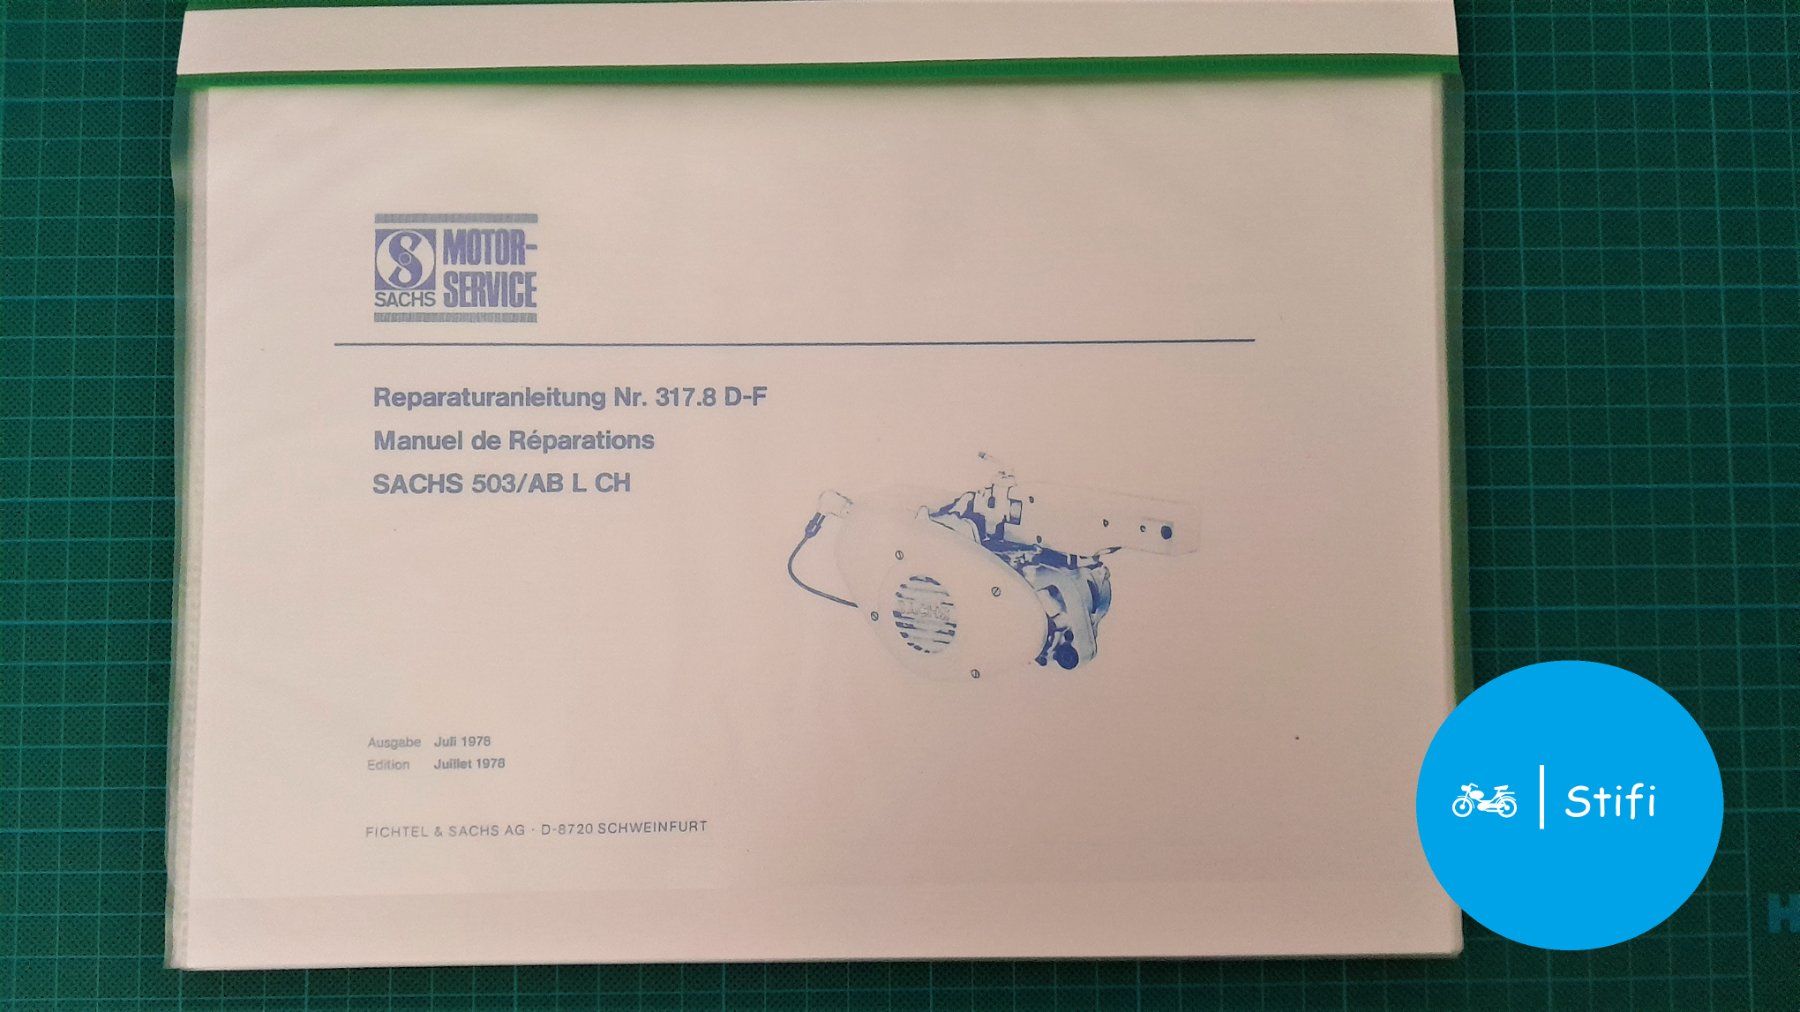 MOTOR-
SERVICE
SACHS
Reparaturanleitung Nr. 317.8 D-F
Manuel de Réparations
SACHS 503/AB L CH
SACHS
Ausgabe Juli 1978
Edition Juillet 1978
FICHTEL & SACHS AG · D-8720 SCHWEINFURT
Stifi